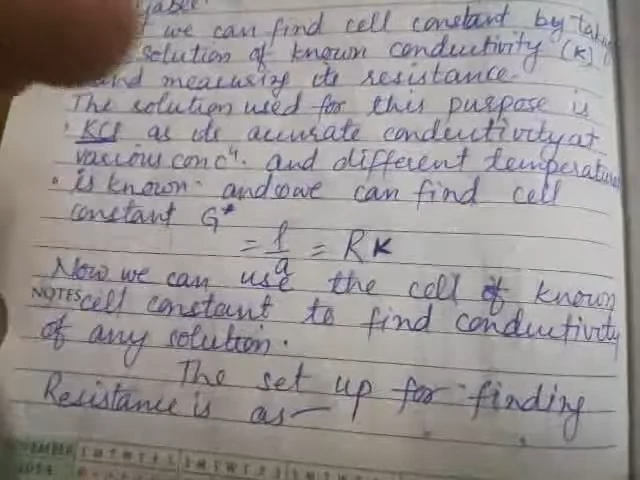 we can find cell constant by taki
solution of known conductivity (K)
and measuring its resistance.
The solution used for this purpose is
KCl as its accurate conductivity at
various concⁿ. and different temperature
is known. and we can find cell
constant G*
= l/a = RK
Now we can use the cell of known
NOTES cell constant to find conductivity
of any solution.
The set up for finding
Resistance is as —
S M T W T F S S M T W T F S S M T W T F S